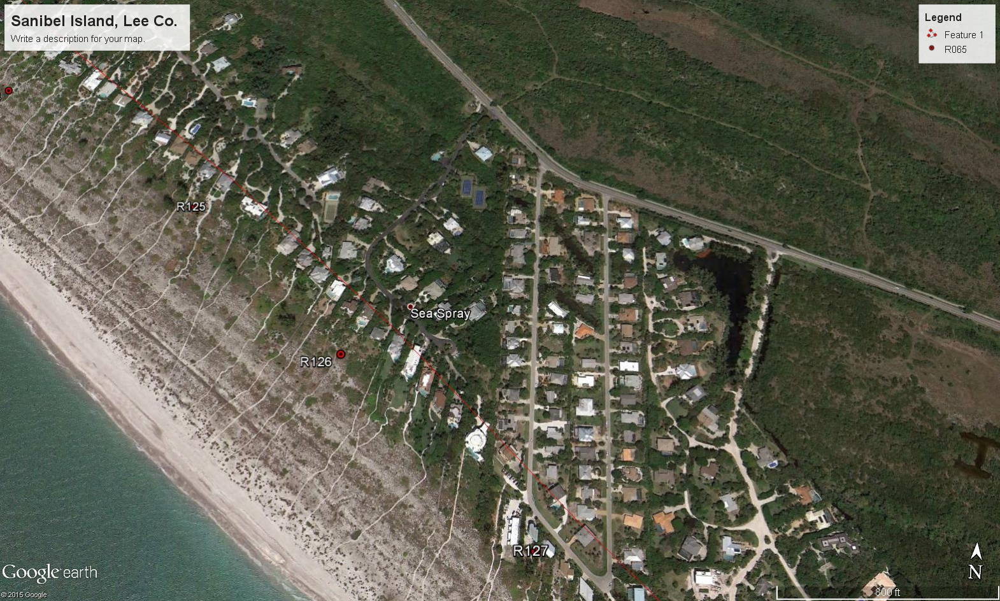 Sanibel Island, Lee Co.
Write a description for your map.
Legend
Feature 1
R065
R125
Sea Spray
R126
R127
Google earth
N
800 ft
© 2015 Google